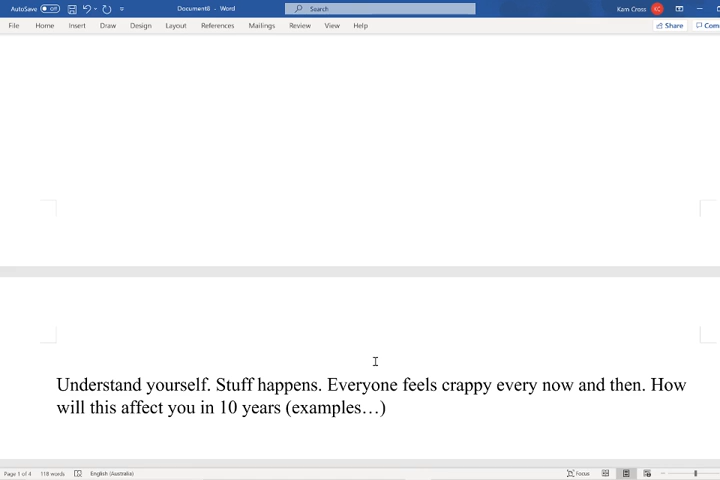 AutoSave Off Document8 - Word Search Kam Cross KC
File Home Insert Draw Design Layout References Mailings Review View Help Share Com
Understand yourself. Stuff happens. Everyone feels crappy every now and then. How
will this affect you in 10 years (examples…)
Page 1 of 4 118 words English (Australia) Focus